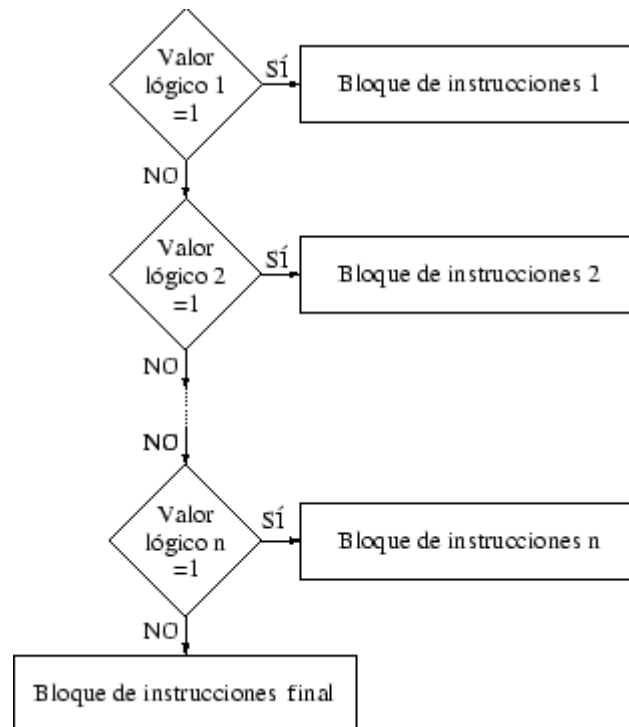 Valor
lógico 1
=1
SÍ
Bloque de instrucciones 1
NO
Valor
lógico 2
=1
SÍ
Bloque de instrucciones 2
NO
NO
Valor
lógico n
=1
SÍ
Bloque de instrucciones n
NO
Bloque de instrucciones final